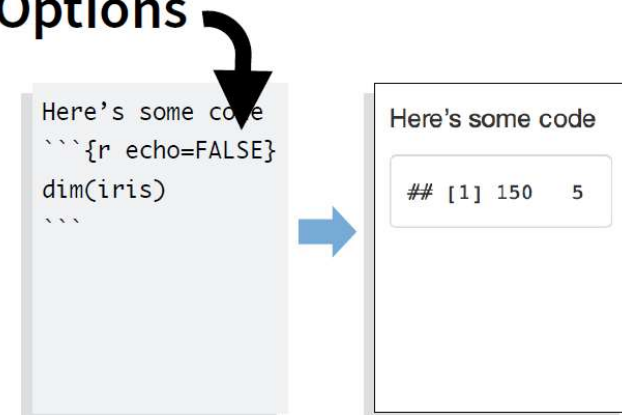 Options
Here's some code
```{r echo=FALSE}
dim(iris)
```
Here's some code
## [1] 150   5